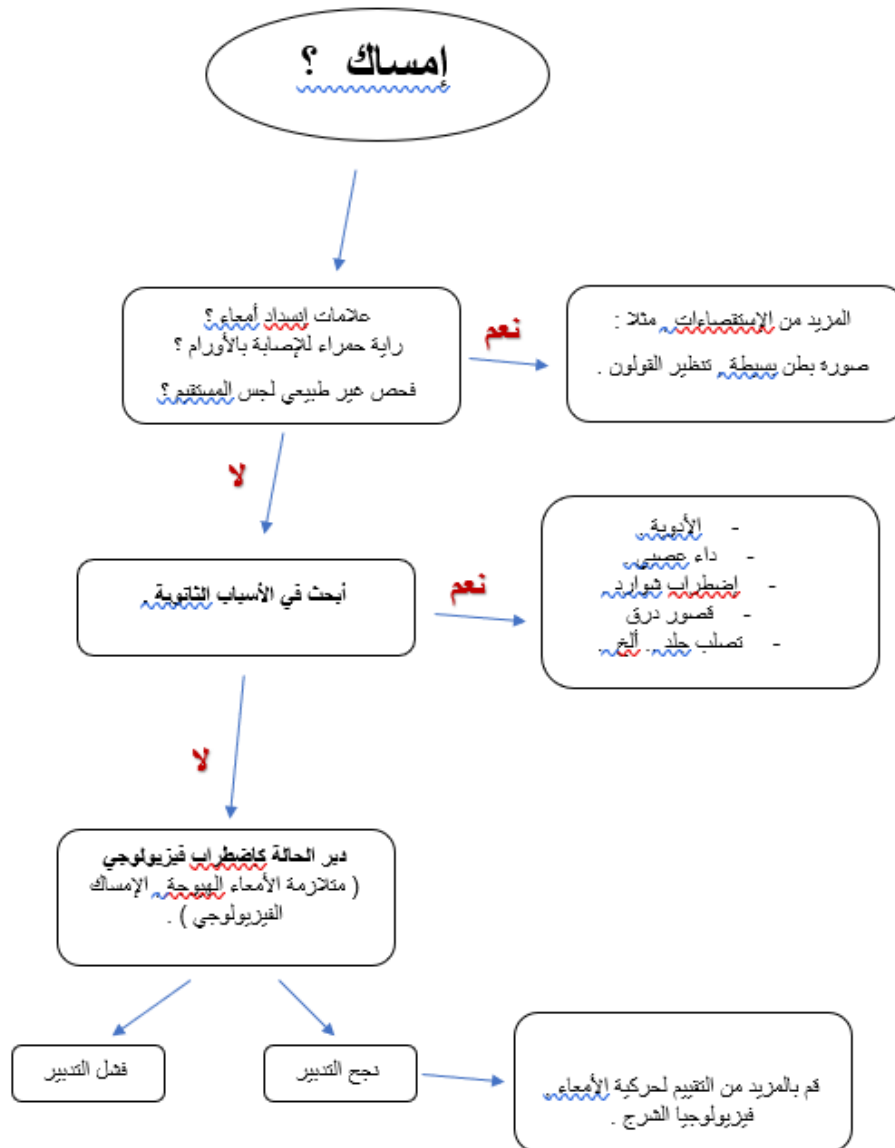 إمساك ؟
علامات إنسداد أمعاء ؟
راية حمراء للإصابة بالأورام ؟
فحص غير طبيعي لجس المستقيم ؟
نعم
المزيد من الإستقصاءات , مثلا :
صورة بطن بسيطة , تنظير القولون .
لا
أبحث في الأسباب الثانوية .
نعم
- الأدوية .
- داء عصبي .
- إضطراب شوارد .
- قصور درق
- تصلب جلد .. ألخ .
لا
دبر الحالة كاضطراب فيزيولوجي
( متلازمة الأمعاء الهيوجة , الإمساك
الفيزيولوجي ) .
نجح التدبير
فشل التدبير
قم بالمزيد من التقييم لحركية الأمعاء ,
فيزيولوجيا الشرج .